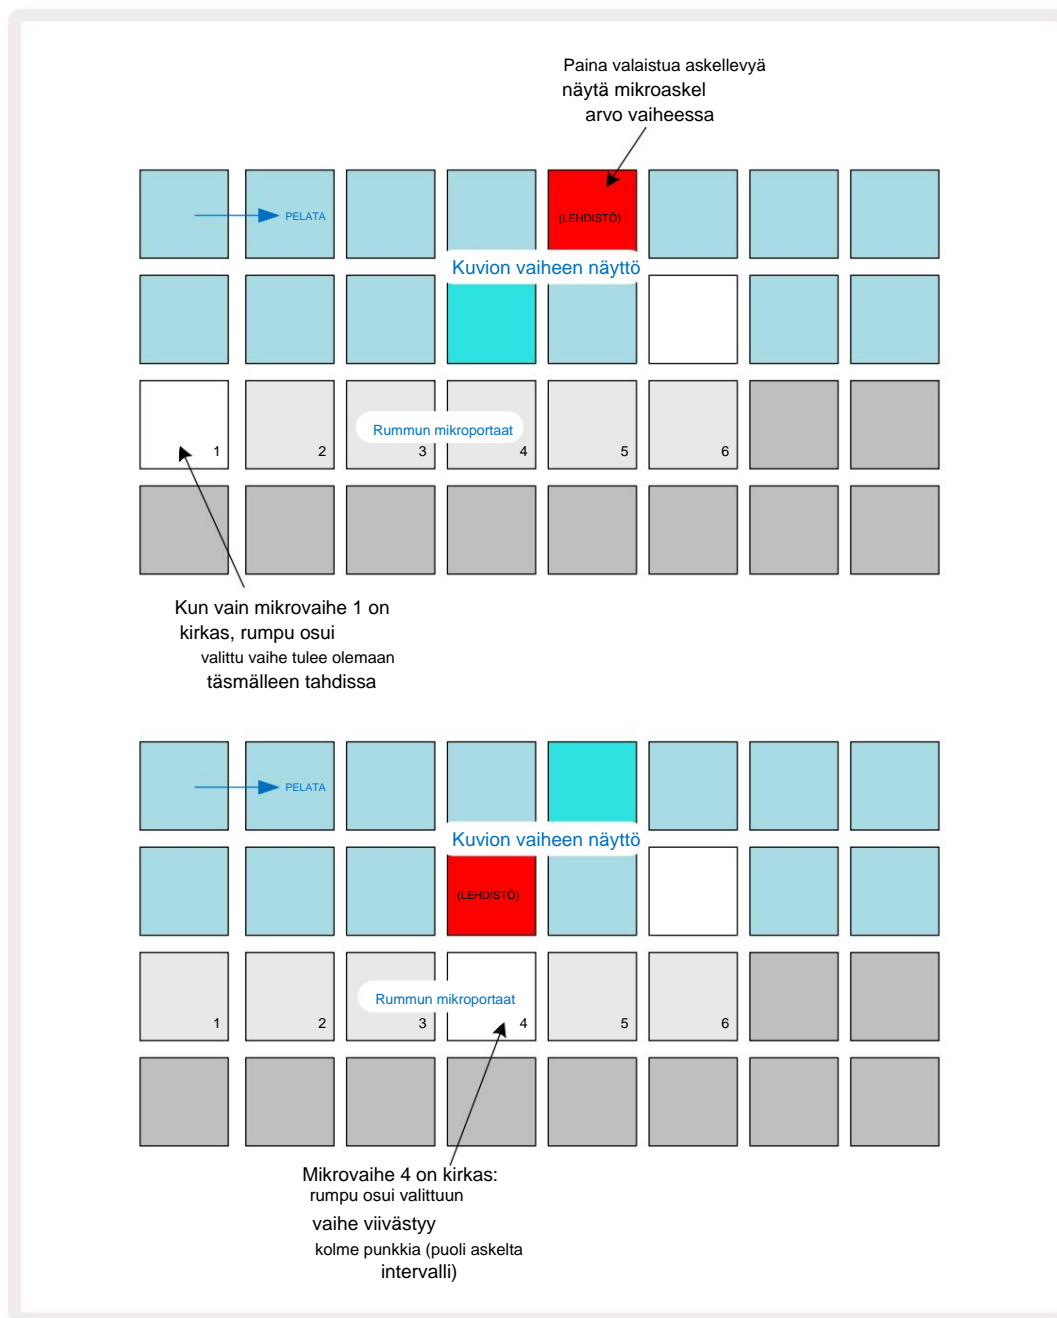 Paina valaistua askellevyä
näytä mikroaskel
arvo vaiheessa
PELATA
(LEHDISTÖ)
Kuvion vaiheen näyttö
Rummun mikroportaat
1 2 3 4 5 6
Kun vain mikrovaihe 1 on
kirkas, rumpu osui
valittu vaihe tulee olemaan
täsmälleen tahdissa
PELATA
Kuvion vaiheen näyttö
(LEHDISTÖ)
Rummun mikroportaat
1 2 3 4 5 6
Mikrovaihe 4 on kirkas:
rumpu osui valittuun
vaihe viivästyy
kolme punkkia (puoli askelta
intervalli)